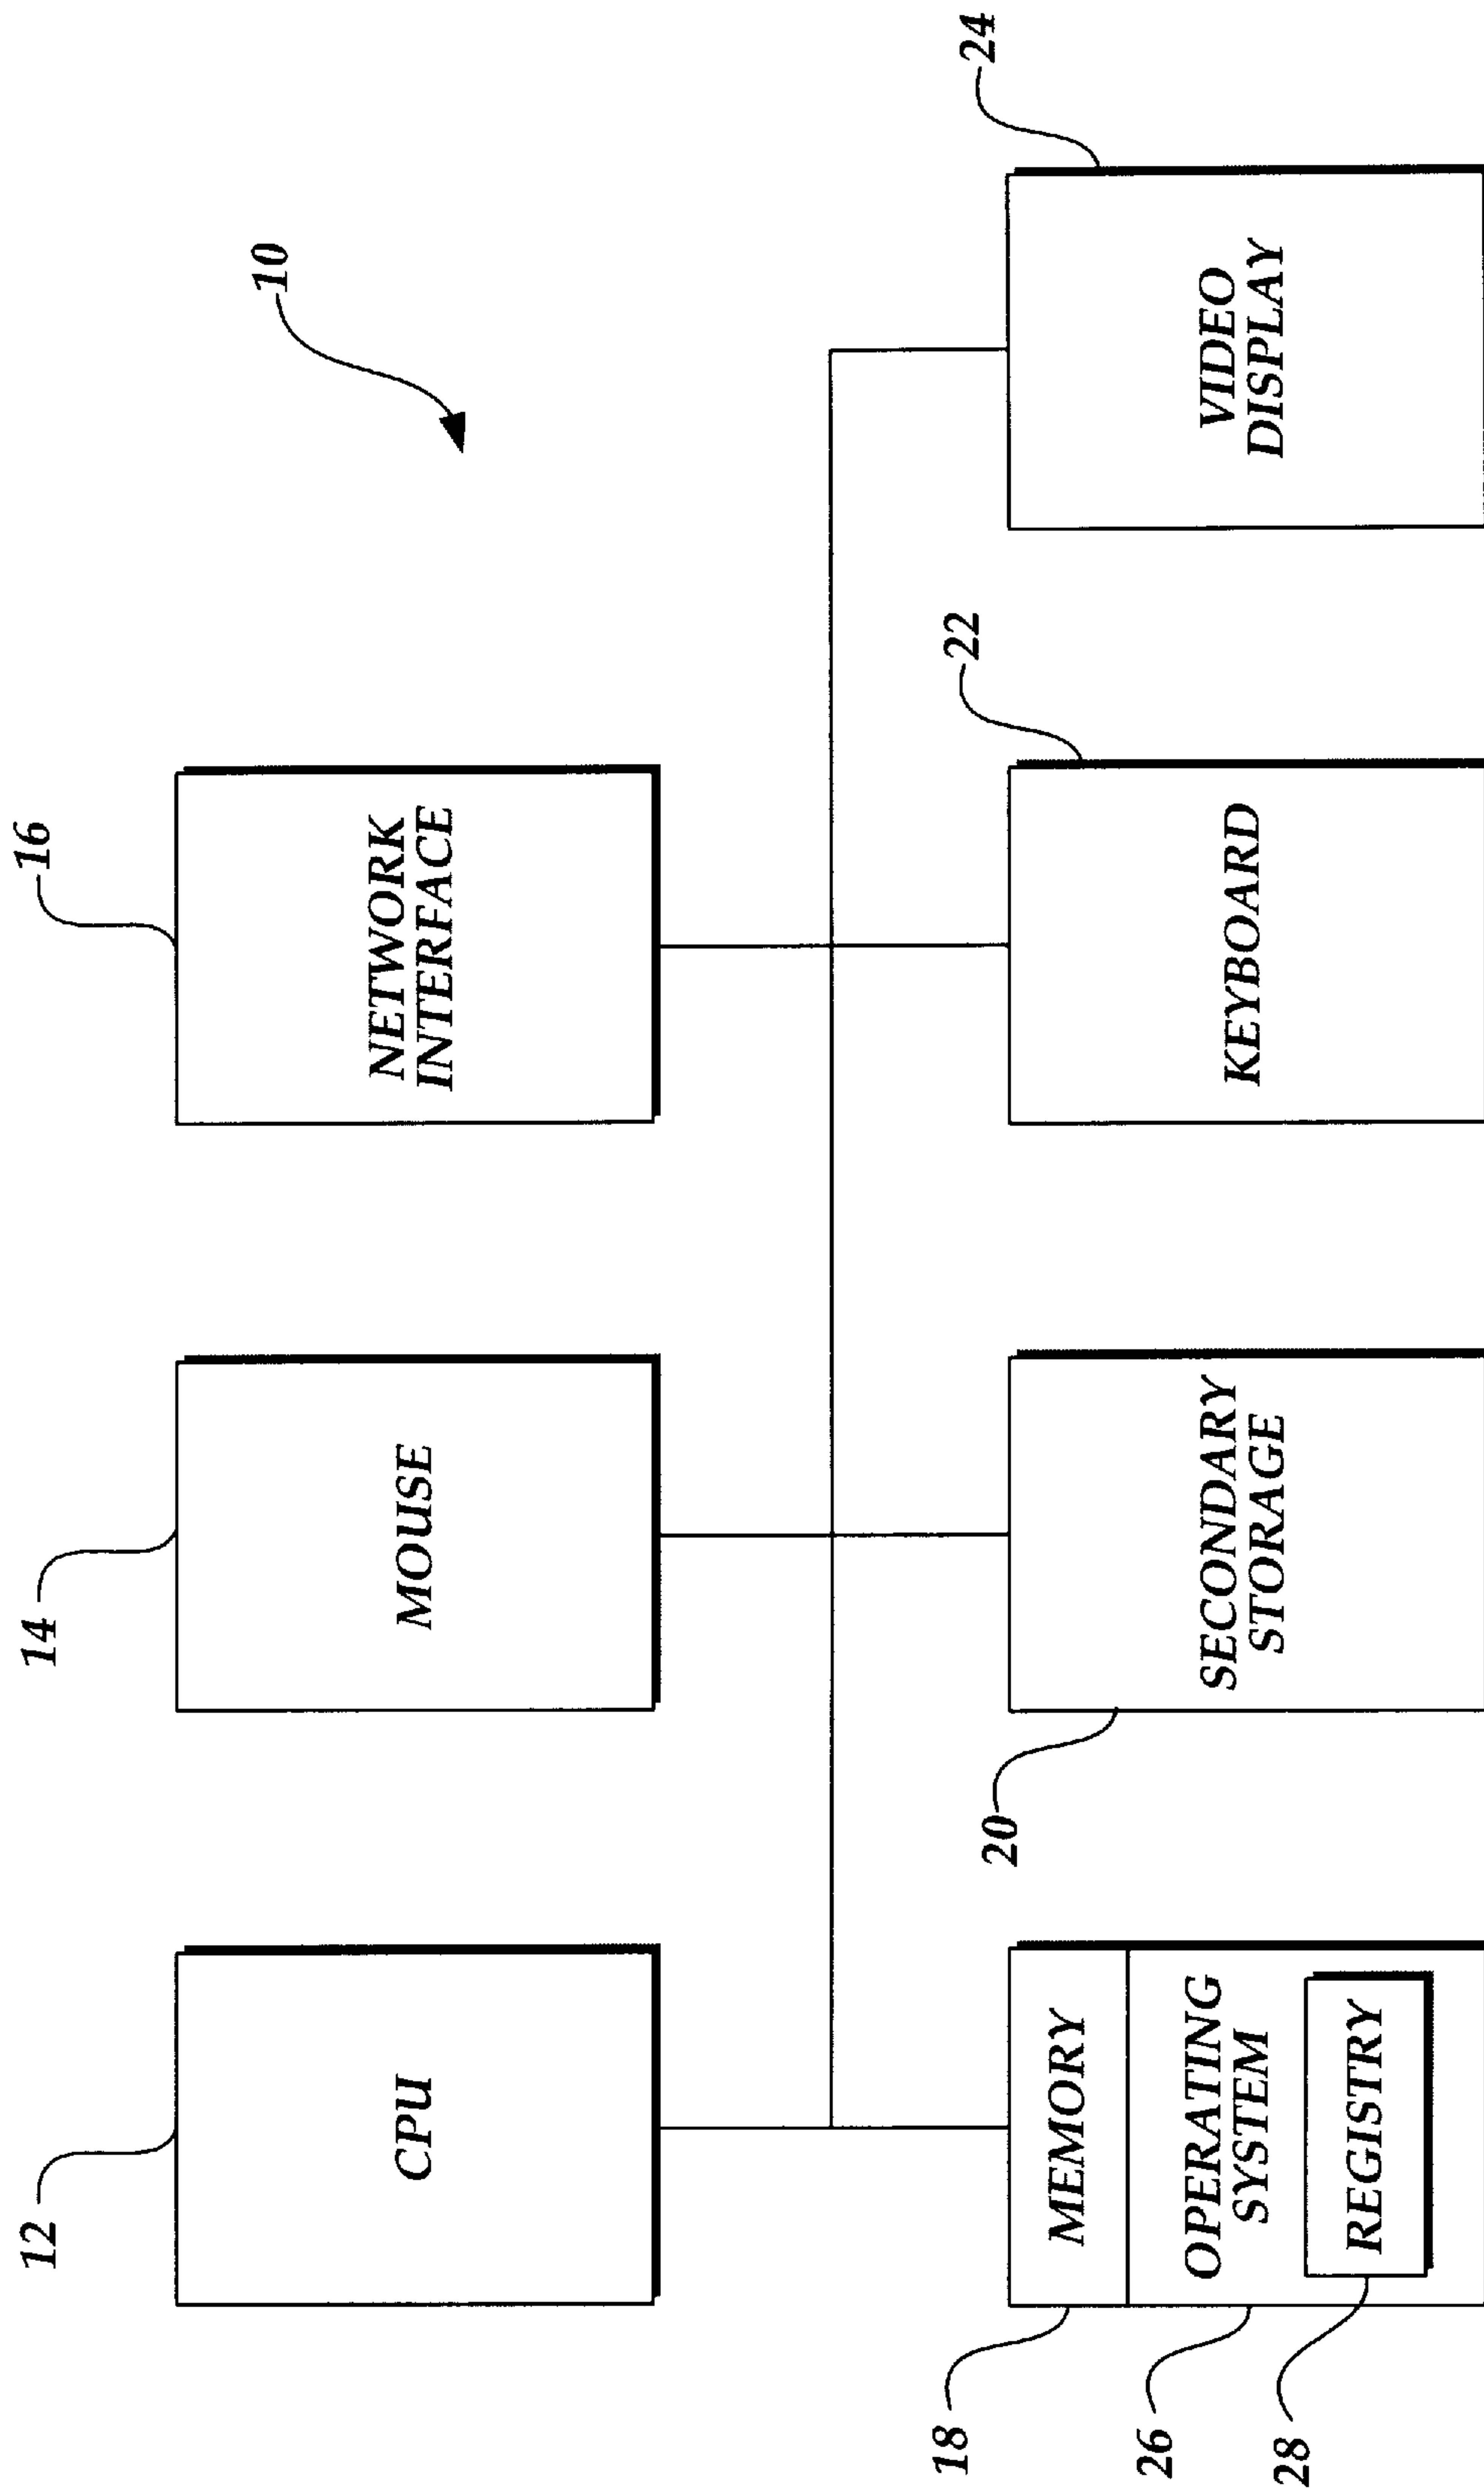 12
14
16
10
CPU
MOUSE
NETWORK
INTERFACE
18
MEMORY
26
OPERATING
SYSTEM
28
REGISTRY
20
SECONDARY
STORAGE
22
KEYBOARD
24
VIDEO
DISPLAY